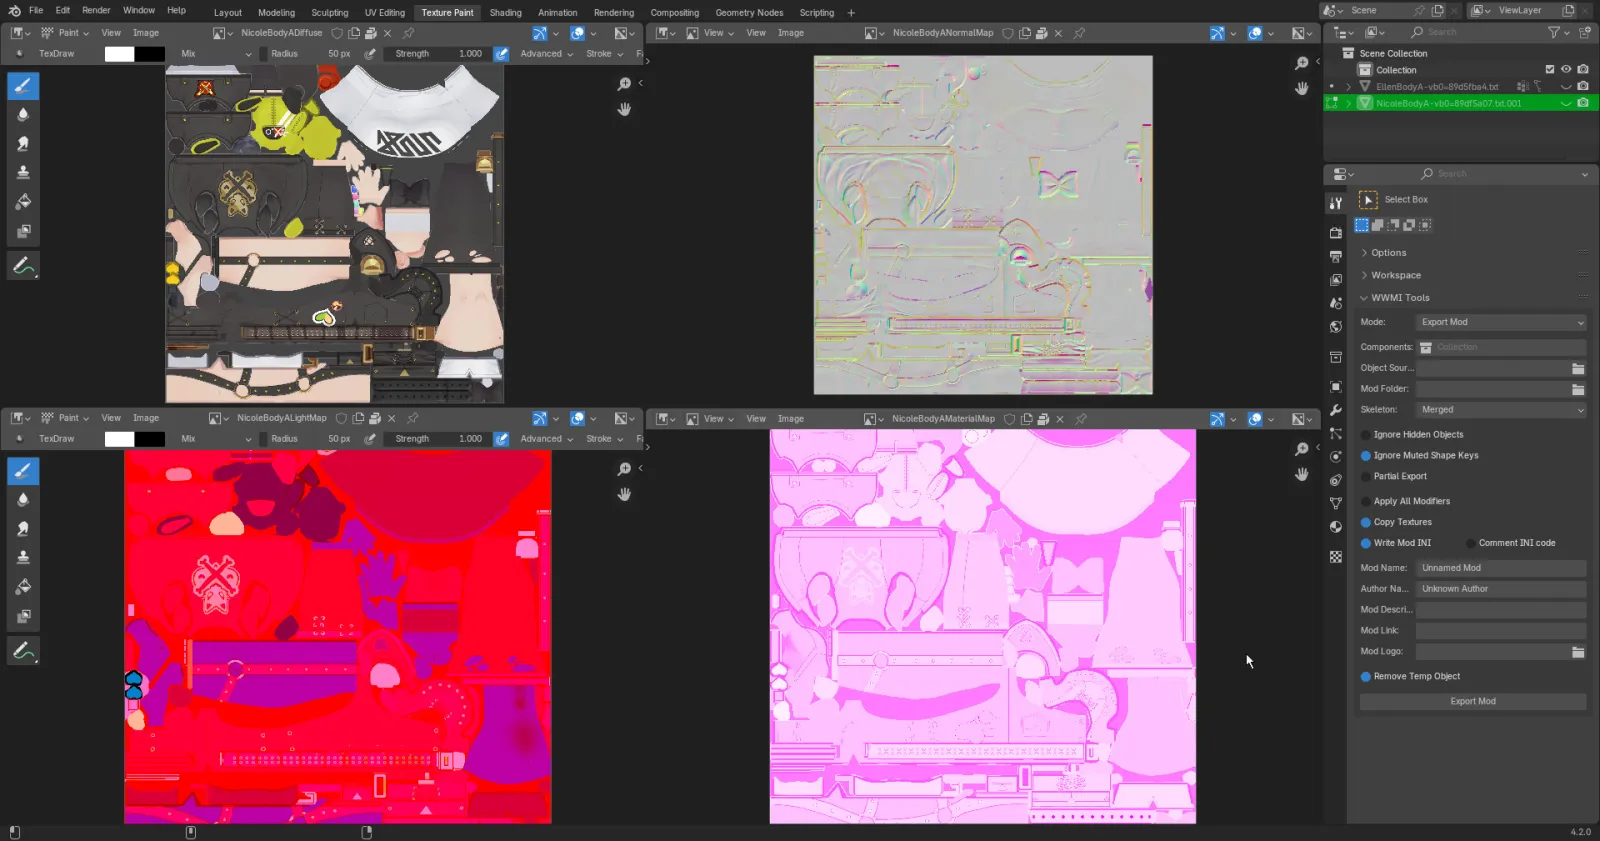 File Edit Render Window Help Layout Modeling Sculpting UV Editing Texture Paint Shading Animation Rendering Compositing Geometry Nodes Scripting + Scene ViewLayer
Paint View Image NicoleBodyADiffuse
TexDraw Mix Radius 50 px Strength 1.000 Advanced Stroke Fa
View View Image NicoleBodyANormalMap
Search
Scene Collection
Collection
EllenBodyA-vb0=89d5fba4.txt
NicoleBodyA-vb0=89df5a07.txt.001
Search
Select Box
Options
Workspace
WWMI Tools
Mode: Export Mod
Components: Collection
Object Sour...
Mod Folder:
Skeleton: Merged
Ignore Hidden Objects
Ignore Muted Shape Keys
Partial Export
Apply All Modifiers
Copy Textures
Write Mod INI Comment INI code
Mod Name: Unnamed Mod
Author Na... Unknown Author
Mod Descri...
Mod Link:
Mod Logo:
Remove Temp Object
Export Mod
Paint View Image NicoleBodyALightMap
TexDraw Mix Radius 50 px Strength 1.000 Advanced Stroke Fa
View View Image NicoleBodyAMaterialMap
4.2.0